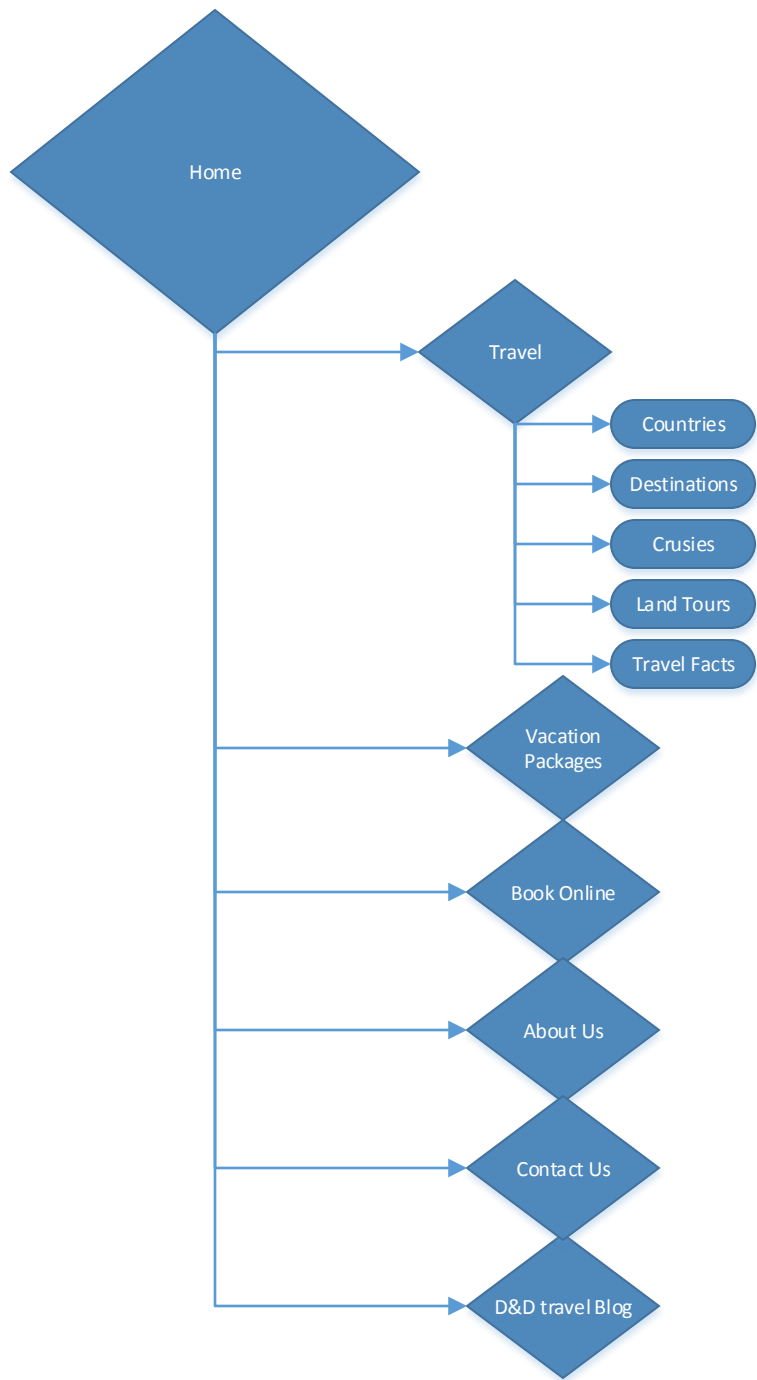 Home
Travel
Countries
Destinations
Crusies
Land Tours
Travel Facts
Vacation
Packages
Book Online
About Us
Contact Us
D&D travel Blog